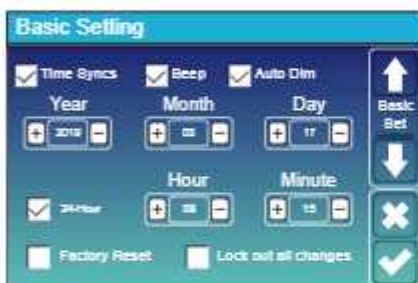 Basic Setting
Time Syncs Beep Auto Dim
Year Month Day
+ 2019 - + 03 - + 17 -
Basic
Set
Hour Minute
24-Hour + - + 15 -
Factory Reset Lock out all changes